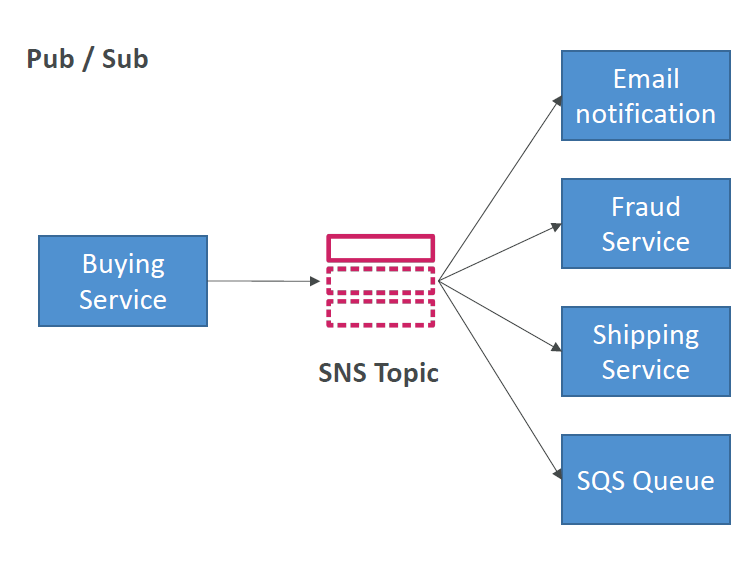 Pub / Sub
Buying
Service
SNS Topic
Email
notification
Fraud
Service
Shipping
Service
SQS Queue